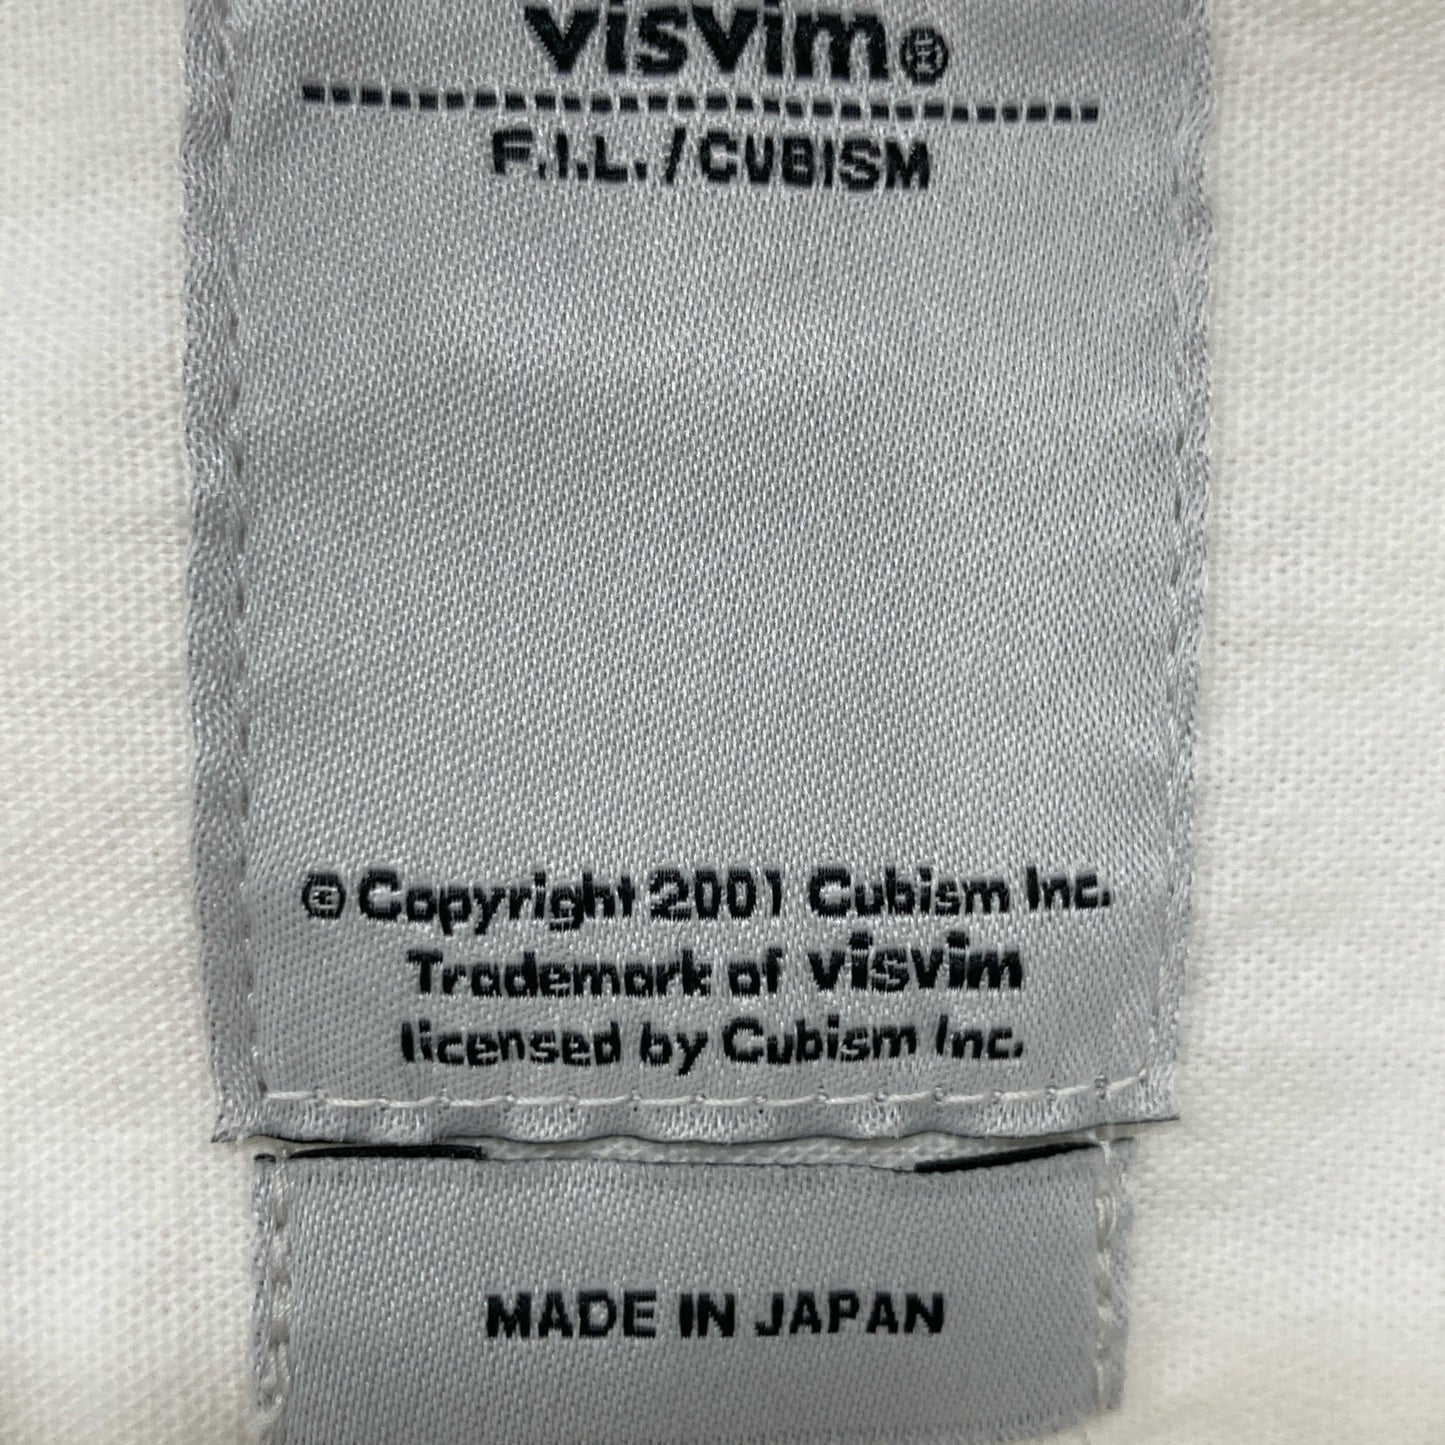 visvim®
F.I.L./CUBISM
® Copyright 2001 Cubism Inc.
Trademark of visvim
licensed by Cubism Inc.
MADE IN JAPAN